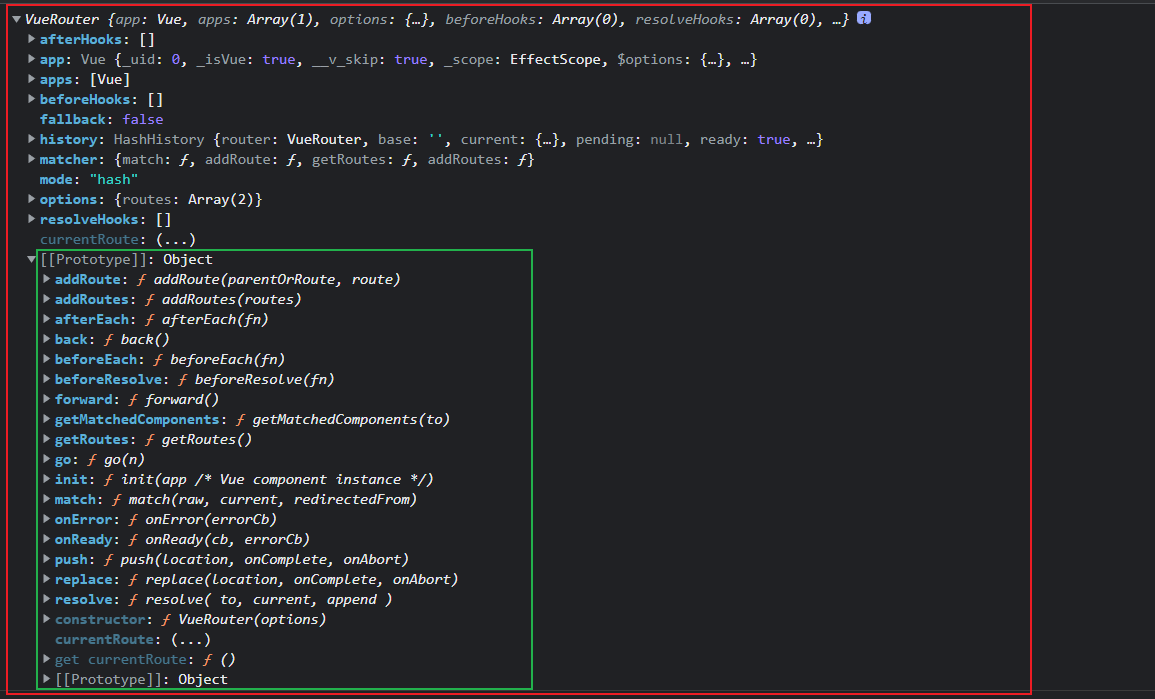 VueRouter {app: Vue, apps: Array(1), options: {…}, beforeHooks: Array(0), resolveHooks: Array(0), …} i
afterHooks: []
app: Vue {_uid: 0, _isVue: true, __v_skip: true, _scope: EffectScope, $options: {…}, …}
apps: [Vue]
beforeHooks: []
fallback: false
history: HashHistory {router: VueRouter, base: '', current: {…}, pending: null, ready: true, …}
matcher: {match: ƒ, addRoute: ƒ, getRoutes: ƒ, addRoutes: ƒ}
mode: "hash"
options: {routes: Array(2)}
resolveHooks: []
currentRoute: (...)
[[Prototype]]: Object
addRoute: ƒ addRoute(parentOrRoute, route)
addRoutes: ƒ addRoutes(routes)
afterEach: ƒ afterEach(fn)
back: ƒ back()
beforeEach: ƒ beforeEach(fn)
beforeResolve: ƒ beforeResolve(fn)
forward: ƒ forward()
getMatchedComponents: ƒ getMatchedComponents(to)
getRoutes: ƒ getRoutes()
go: ƒ go(n)
init: ƒ init(app /* Vue component instance */)
match: ƒ match(raw, current, redirectedFrom)
onError: ƒ onError(errorCb)
onReady: ƒ onReady(cb, errorCb)
push: ƒ push(location, onComplete, onAbort)
replace: ƒ replace(location, onComplete, onAbort)
resolve: ƒ resolve( to, current, append )
constructor: ƒ VueRouter(options)
currentRoute: (...)
get currentRoute: ƒ ()
[[Prototype]]: Object